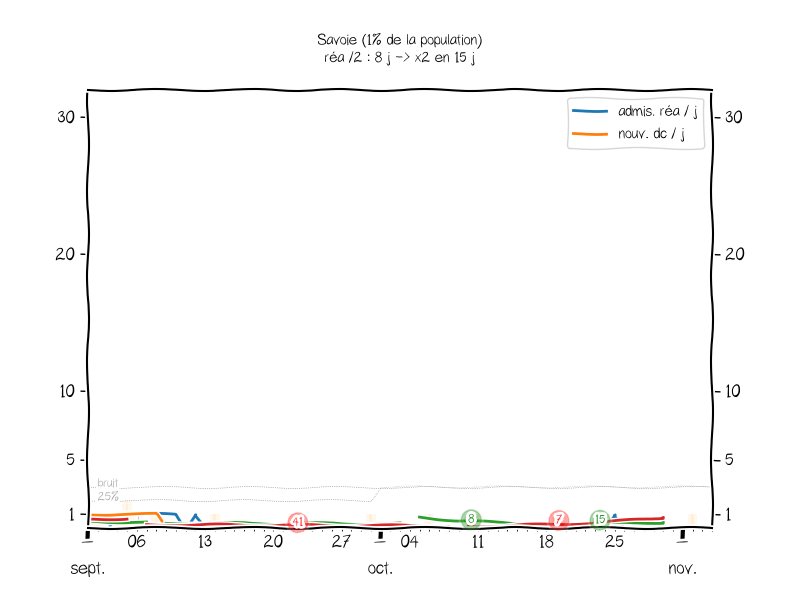 Savoie (1% de la population)
réa /2 : 8 j -> x2 en 15 j
admis. réa / j
nouv. dc / j
30
30
20
20
10
10
5
5
bruit
25%
1
1
41
8
7
15
06
13
20
27
04
11
18
25
sept.
oct.
nov.